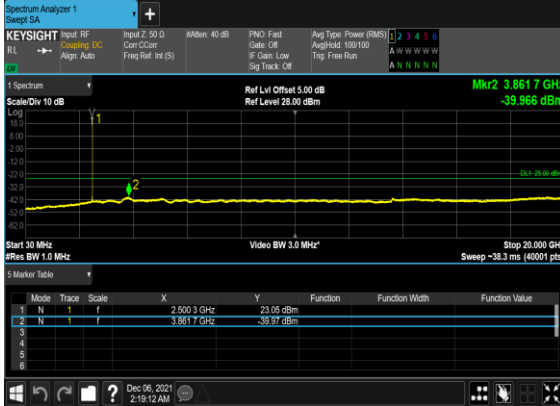 Spectrum Analyzer 1
Swept SA
+
KEYSIGHT Input: RF Input Z: 50 Ω #Atten: 40 dB PNO: Fast Avg Type: Power (RMS) 1 2 3 4 5 6
RL Coupling: DC Corr CCorr Gate: Off Avg|Hold: 100/100 A W W W W W
Align: Auto Freq Ref: Int (S) IF Gain: Low Trig: Free Run
Sig Track: Off A N N N N N
1 Spectrum
Scale/Div 10 dB
Ref Lvl Offset 5.00 dB
Ref Level 28.00 dBm
Mkr2 3.861 7 GHz
-39.966 dBm
Log
18.0
8.00
-2.00
-12.0
-22.0
-32.0
-42.0
-52.0
-62.0
1
2
DL1 -25.00 dBm
Start 30 MHz Video BW 3.0 MHz* Stop 20.000 GHz
#Res BW 1.0 MHz Sweep ~38.3 ms (40001 pts)
5 Marker Table
Mode Trace Scale X Y Function Function Width Function Value
1 N 1 f 2.500 3 GHz 23.05 dBm
2 N 1 f 3.861 7 GHz -39.97 dBm
3
4
5
6
? Dec 06, 2021
2:19:12 AM